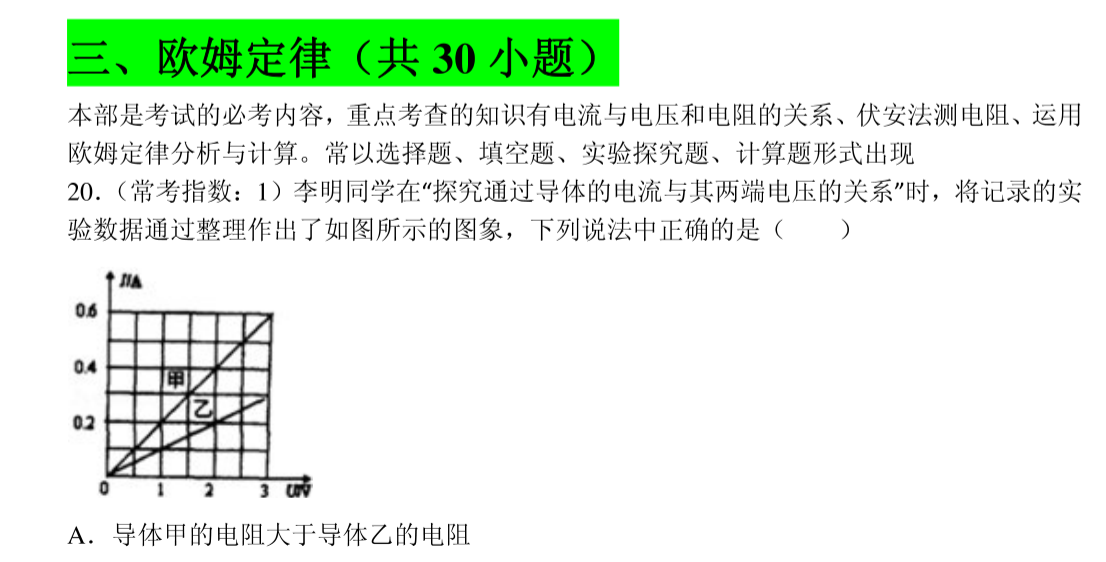 三、欧姆定律（共 30 小题）
本部是考试的必考内容，重点考查的知识有电流与电压和电阻的关系、伏安法测电阻、运用
欧姆定律分析与计算。常以选择题、填空题、实验探究题、计算题形式出现
20．（常考指数：1）李明同学在“探究通过导体的电流与其两端电压的关系”时，将记录的实
验数据通过整理作出了如图所示的图象，下列说法中正确的是（　　）
I/A
0.6
0.4
甲
乙
0.2
0 1 2 3 U/V
A．导体甲的电阻大于导体乙的电阻